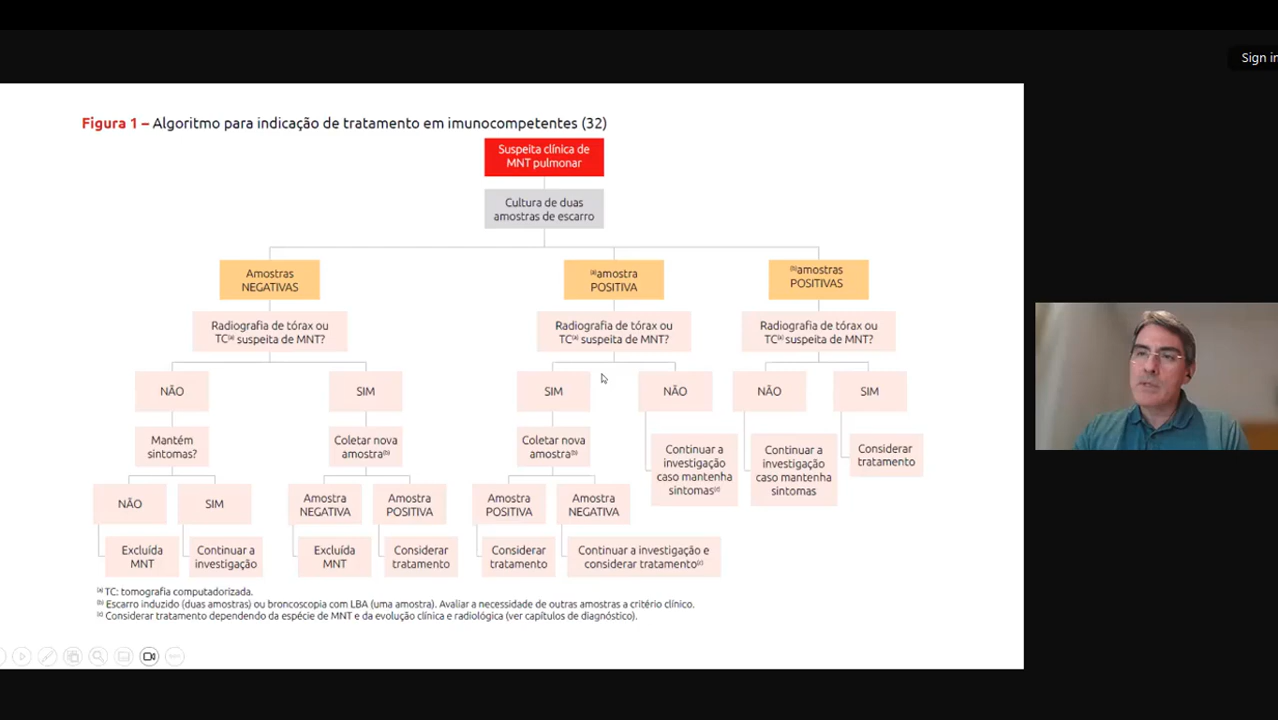 Sign in
Figura 1 – Algoritmo para indicação de tratamento em imunocompetentes (32)
Suspeita clínica de
MNT pulmonar
Cultura de duas
amostras de escarro
Amostras
NEGATIVAS
(a)amostra
POSITIVA
(b)amostras
POSITIVAS
Radiografia de tórax ou
TC(a) suspeita de MNT?
Radiografia de tórax ou
TC(a) suspeita de MNT?
Radiografia de tórax ou
TC(a) suspeita de MNT?
NÃO
SIM
SIM
NÃO
NÃO
SIM
Mantém
sintomas?
Coletar nova
amostra(b)
Coletar nova
amostra(b)
Continuar a
investigação
caso mantenha
sintomas(c)
Continuar a
investigação
caso mantenha
sintomas
Considerar
tratamento
NÃO
SIM
Amostra
NEGATIVA
Amostra
POSITIVA
Amostra
POSITIVA
Amostra
NEGATIVA
Excluída
MNT
Continuar a
investigação
Excluída
MNT
Considerar
tratamento
Considerar
tratamento
Continuar a investigação e
considerar tratamento(c)
(a) TC: tomografia computadorizada.
(b) Escarro induzido (duas amostras) ou broncoscopia com LBA (uma amostra). Avaliar a necessidade de outras amostras a critério clínico.
(c) Considerar tratamento dependendo da espécie de MNT e da evolução clínica e radiológica (ver capítulos de diagnóstico).